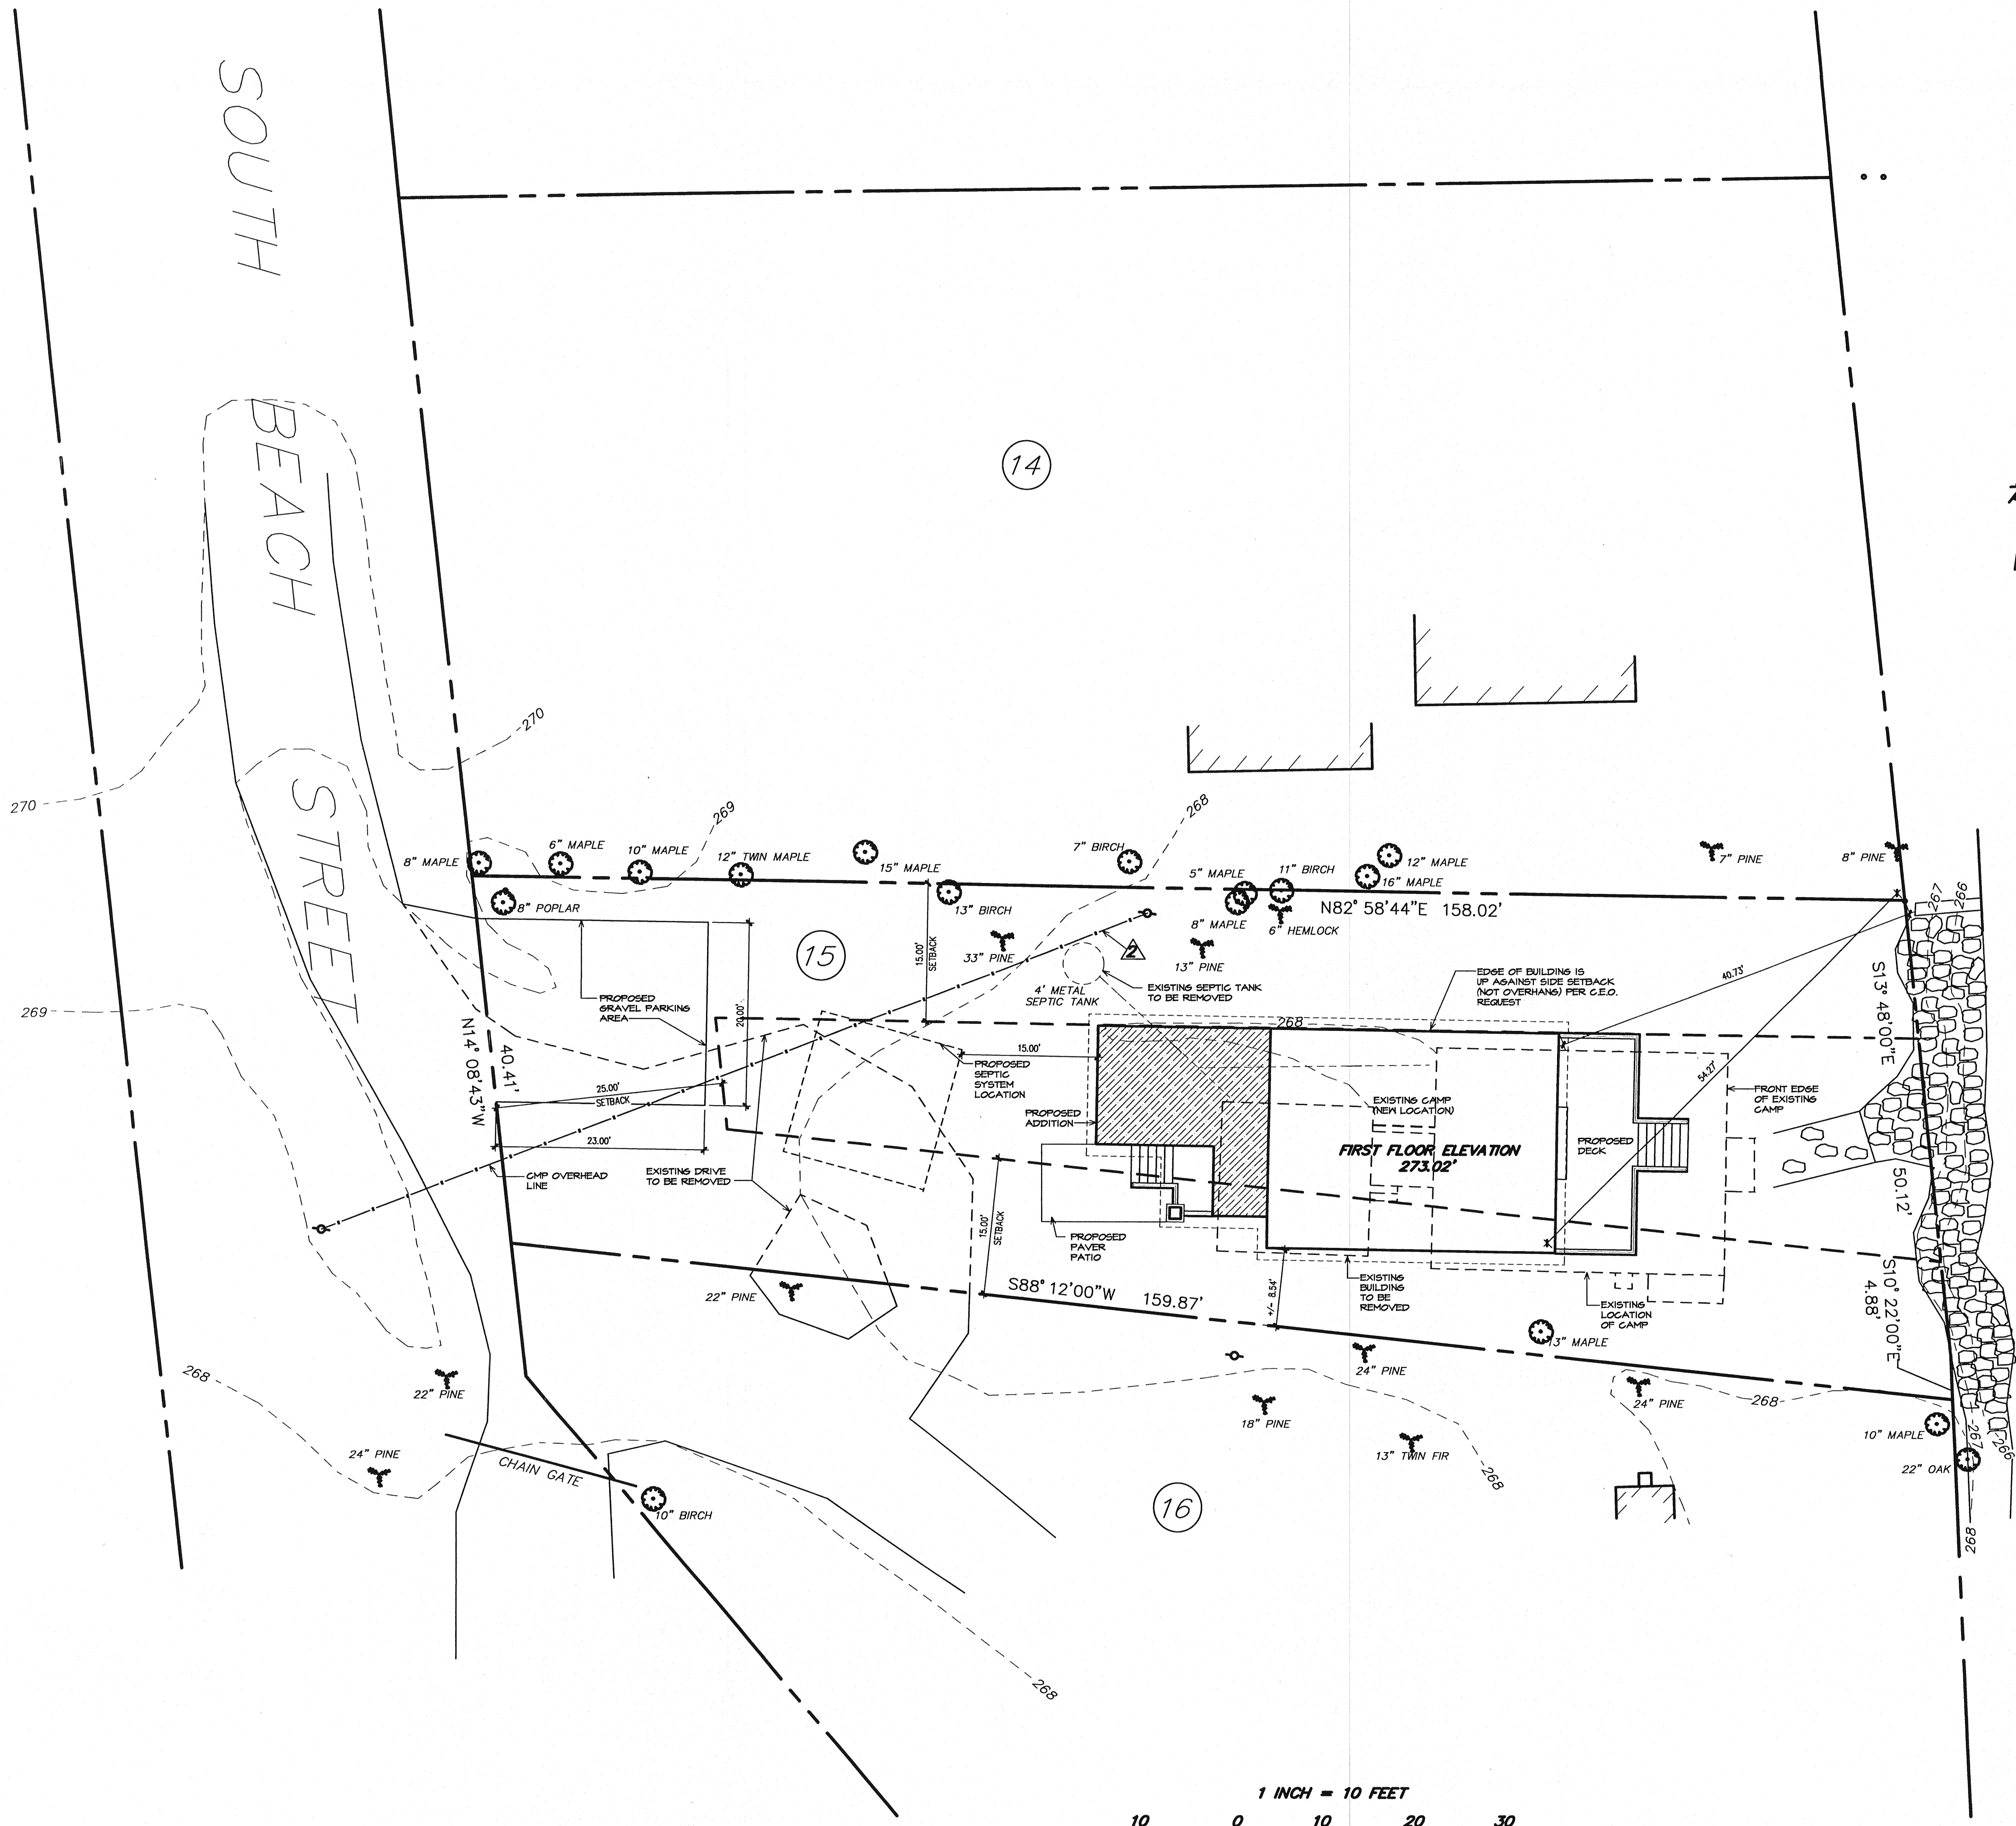 SOUTH BEACH STREET
14
270
270
269
268
8" MAPLE
6" MAPLE
10" MAPLE
12" TWIN MAPLE
15" MAPLE
7" BIRCH
5" MAPLE
11" BIRCH
12" MAPLE
16" MAPLE
7" PINE
8" PINE
8" POPLAR
13" BIRCH
8" MAPLE
6" HEMLOCK
N82° 58'44"E 158.02'
267
266
15
33" PINE
2
13" PINE
15.00'
SETBACK
4' METAL
SEPTIC TANK
EXISTING SEPTIC TANK
TO BE REMOVED
EDGE OF BUILDING IS
UP AGAINST SIDE SETBACK
(NOT OVERHANG) PER C.E.O.
REQUEST
40.73'
S13° 48'00"E
50.12'
269
PROPOSED
GRAVEL PARKING
AREA
20.00'
268
N14° 08'43"W
40.41'
15.00'
PROPOSED
SEPTIC
SYSTEM
LOCATION
25.00'
SETBACK
54.27'
FRONT EDGE
OF EXISTING
CAMP
PROPOSED
ADDITION
EXISTING CAMP
(NEW LOCATION)
23.00'
FIRST FLOOR ELEVATION
273.02'
PROPOSED
DECK
CMP OVERHEAD
LINE
EXISTING DRIVE
TO BE REMOVED
15.00'
SETBACK
PROPOSED
PAVER
PATIO
S88° 12'00"W 159.87'
22" PINE
+/- 8.54'
EXISTING
BUILDING
TO BE
REMOVED
EXISTING
LOCATION
OF CAMP
S10° 22'00"E
4.88'
13" MAPLE
268
22" PINE
24" PINE
24" PINE
268
18" PINE
10" MAPLE
13" TWIN FIR
267
266
24" PINE
CHAIN GATE
22" OAK
268
10" BIRCH
16
268
268
1 INCH = 10 FEET
10 0 10 20 30